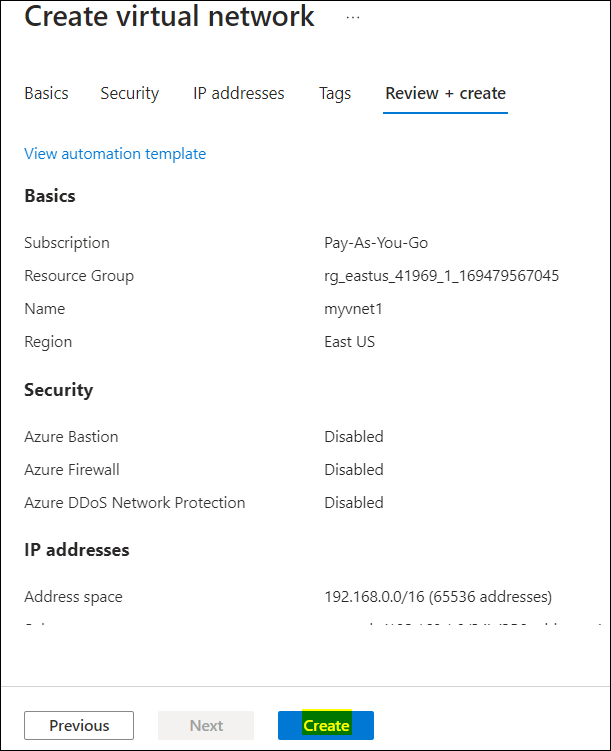 Create virtual network ...
Basics Security IP addresses Tags Review + create
View automation template
Basics
Subscription Pay-As-You-Go
Resource Group rg_eastus_41969_1_169479567045
Name myvnet1
Region East US
Security
Azure Bastion Disabled
Azure Firewall Disabled
Azure DDoS Network Protection Disabled
IP addresses
Address space 192.168.0.0/16 (65536 addresses)
Previous Next Create